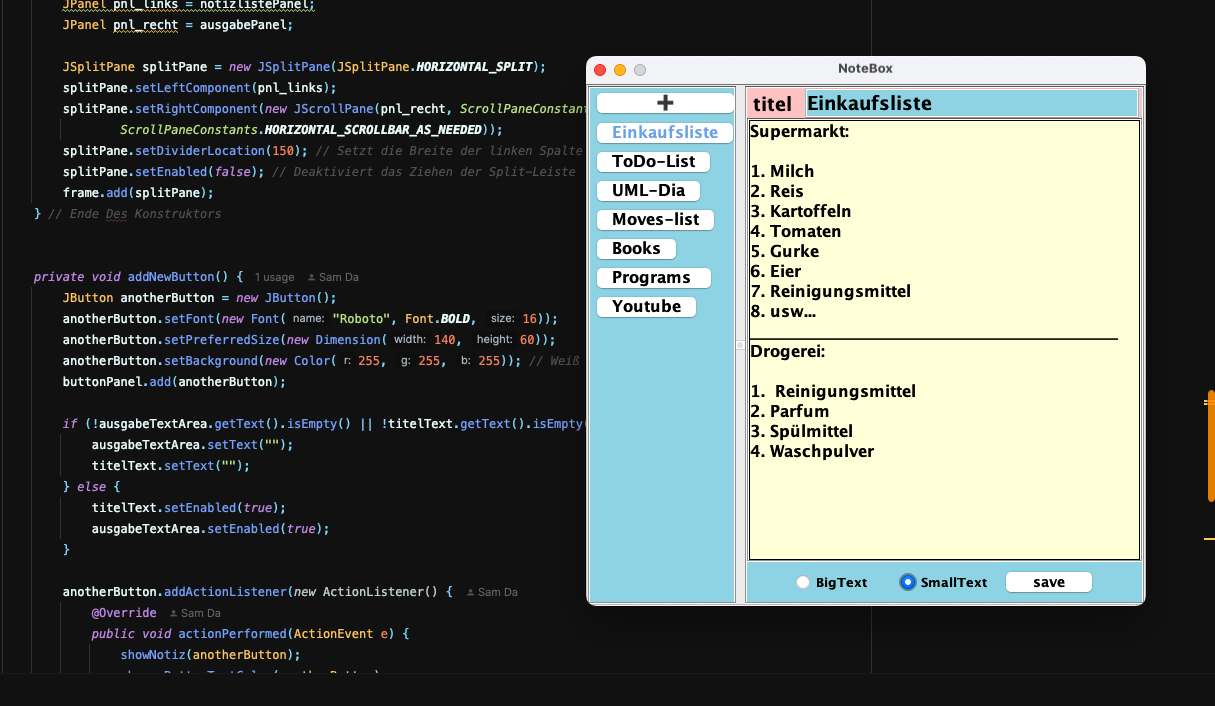 JPanel pnl_links = notizlistePanel;
JPanel pnl_recht = ausgabePanel;
JSplitPane splitPane = new JSplitPane(JSplitPane.HORIZONTAL_SPLIT);
splitPane.setLeftComponent(pnl_links);
splitPane.setRightComponent(new JScrollPane(pnl_recht, ScrollPaneConstant
ScrollPaneConstants.HORIZONTAL_SCROLLBAR_AS_NEEDED));
splitPane.setDividerLocation(150); // Setzt die Breite der linken Spalte
splitPane.setEnabled(false); // Deaktiviert das Ziehen der Split-Leiste
frame.add(splitPane);
} // Ende Des Konstruktors
private void addNewButton() { 1 usage Sam Da
JButton anotherButton = new JButton();
anotherButton.setFont(new Font( name: "Roboto", Font.BOLD, size: 16));
anotherButton.setPreferredSize(new Dimension( width: 140, height: 60));
anotherButton.setBackground(new Color( r: 255, g: 255, b: 255)); // Weiß
buttonPanel.add(anotherButton);
if (!ausgabeTextArea.getText().isEmpty() || !titelText.getText().isEmpty(
ausgabeTextArea.setText("");
titelText.setText("");
} else {
titelText.setEnabled(true);
ausgabeTextArea.setEnabled(true);
}
anotherButton.addActionListener(new ActionListener() { Sam Da
@Override Sam Da
public void actionPerformed(ActionEvent e) {
showNotiz(anotherButton);
NoteBox
+
Einkaufsliste
ToDo-List
UML-Dia
Moves-list
Books
Programs
Youtube
titel Einkaufsliste
Supermarkt:
1. Milch
2. Reis
3. Kartoffeln
4. Tomaten
5. Gurke
6. Eier
7. Reinigungsmittel
8. usw...
Drogerei:
1. Reinigungsmittel
2. Parfum
3. Spülmittel
4. Waschpulver
BigText SmallText save